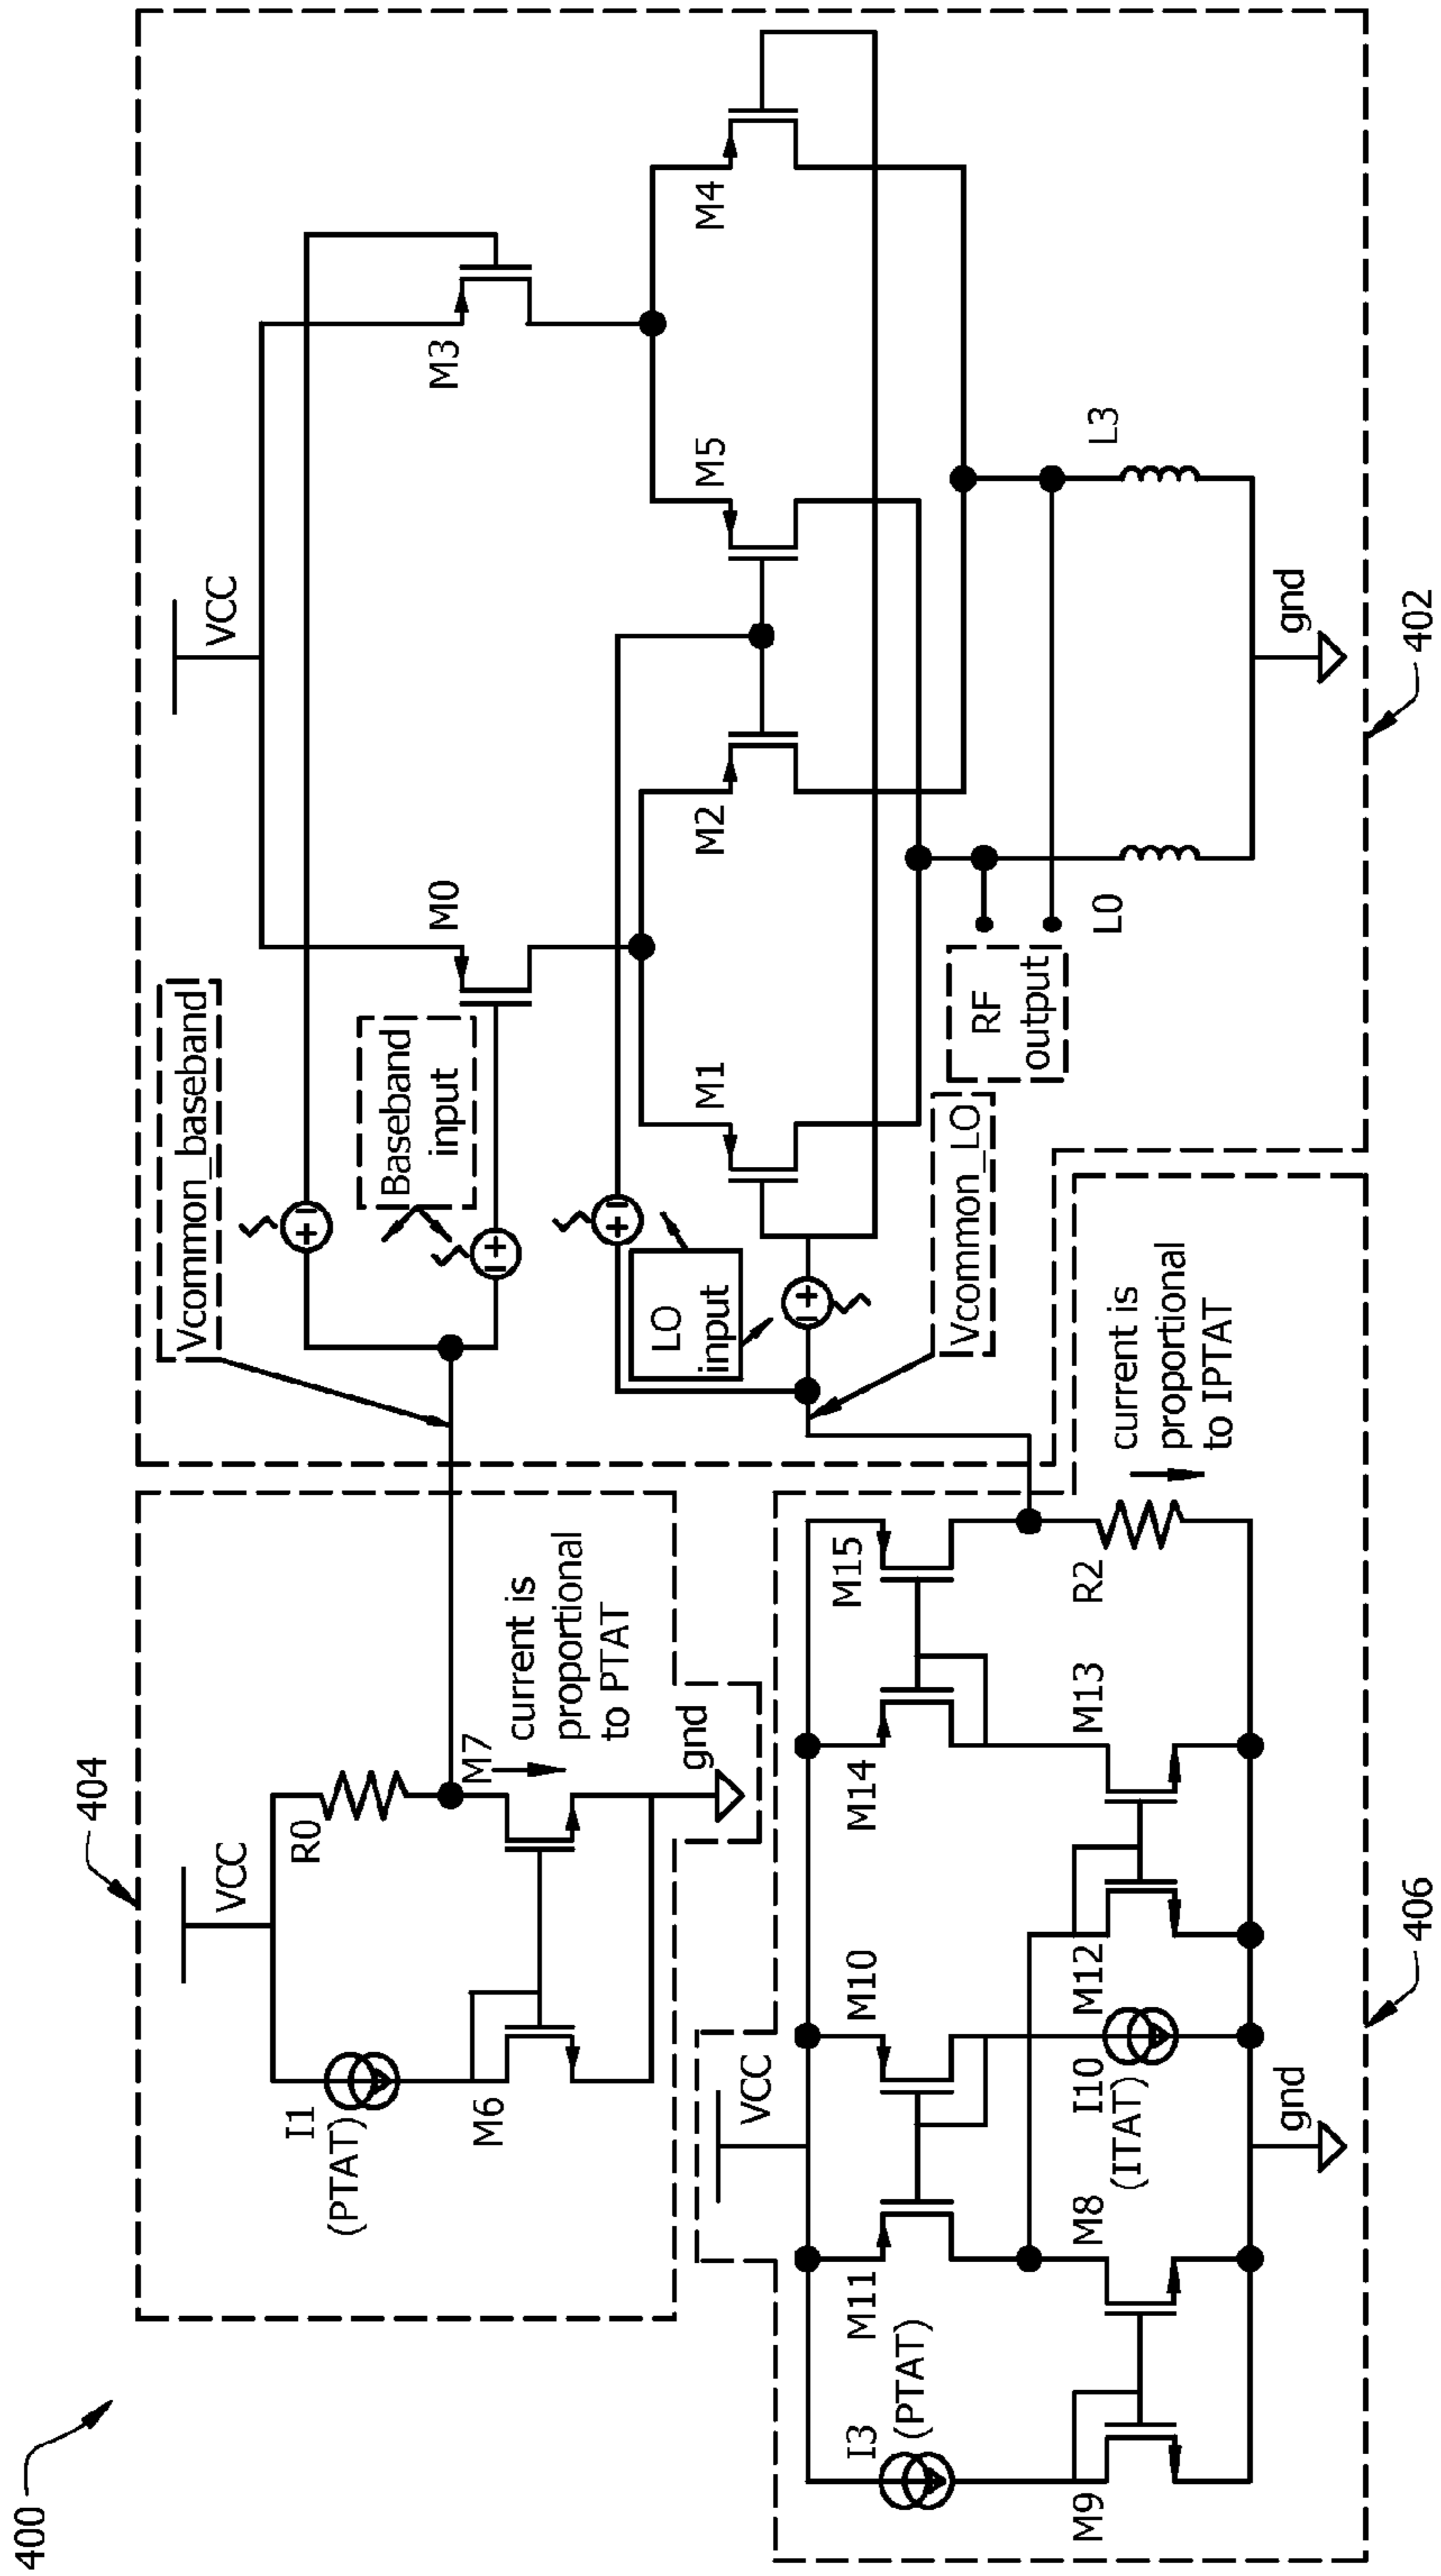 400
404
VCC
I1
(PTAT)
R0
M6
M7
current is
proportional
to PTAT
gnd
Vcommon_baseband
VCC
Baseband
input
M0
M3
LO
input
M1
M2
M5
M4
RF
output
Vcommon_LO
L0
L3
gnd
402
VCC
I3
(PTAT)
M11
M10
M14
M15
M9
M8
I10
(ITAT)
M12
M13
R2
current is
proportional
to IPTAT
gnd
406